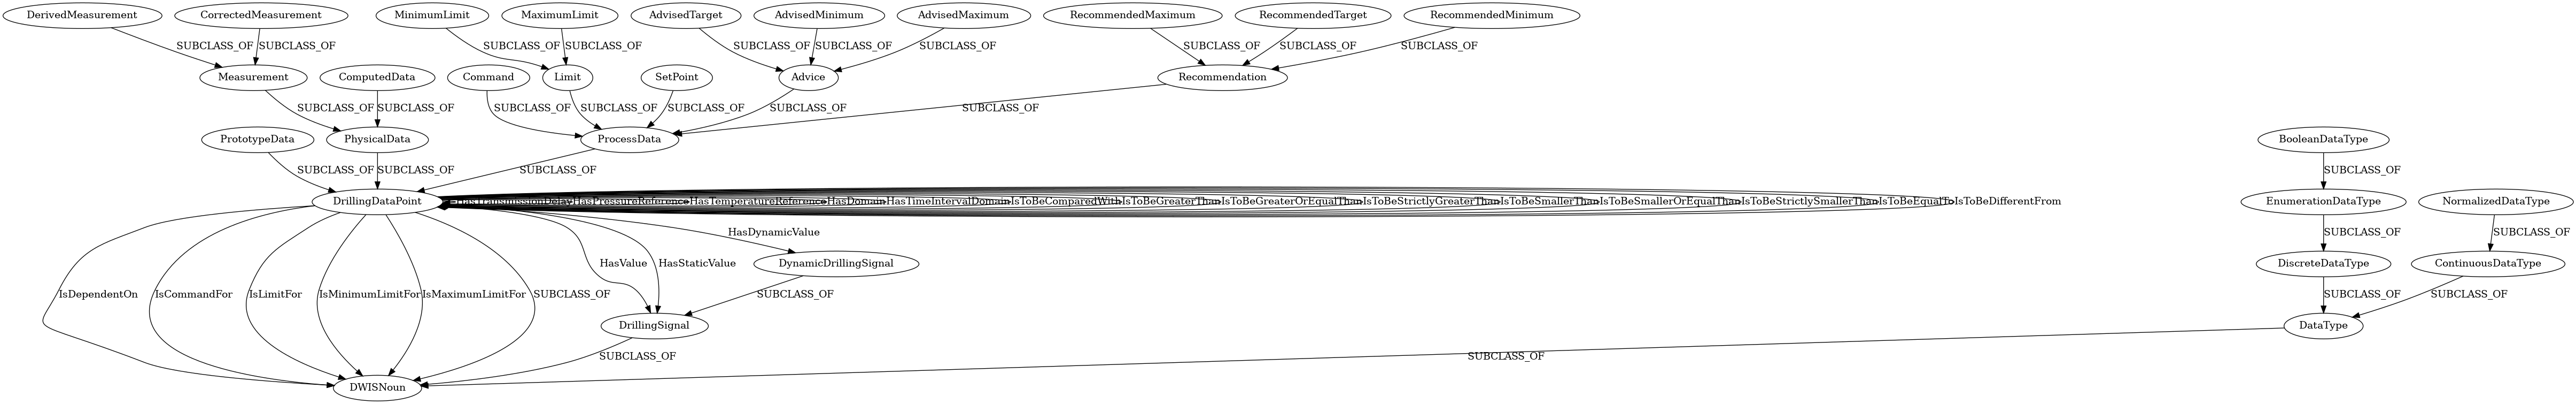 DerivedMeasurement
CorrectedMeasurement
MinimumLimit
MaximumLimit
AdvisedTarget
AdvisedMinimum
AdvisedMaximum
RecommendedMaximum
RecommendedTarget
RecommendedMinimum
SUBCLASS_OF
SUBCLASS_OF
SUBCLASS_OF
SUBCLASS_OF
SUBCLASS_OF
SUBCLASS_OF
SUBCLASS_OF
SUBCLASS_OF
SUBCLASS_OF
SUBCLASS_OF
Measurement
ComputedData
Command
Limit
SetPoint
Advice
Recommendation
SUBCLASS_OF
SUBCLASS_OF
SUBCLASS_OF
SUBCLASS_OF
SUBCLASS_OF
SUBCLASS_OF
SUBCLASS_OF
PrototypeData
PhysicalData
ProcessData
BooleanDataType
SUBCLASS_OF
SUBCLASS_OF
SUBCLASS_OF
SUBCLASS_OF
DrillingDataPoint
HasTransmissionDelay
HasPressureReference
HasTemperatureReference
HasDomain
HasTimeIntervalDomain
IsToBeComparedWith
IsToBeGreaterThan
IsToBeGreaterOrEqualThan
IsToBeStrictlyGreaterThan
IsToBeSmallerThan
IsToBeSmallerOrEqualThan
IsToBeStrictlySmallerThan
IsToBeEqualTo
IsToBeDifferentFrom
EnumerationDataType
NormalizedDataType
HasDynamicValue
SUBCLASS_OF
SUBCLASS_OF
HasValue
HasStaticValue
DynamicDrillingSignal
DiscreteDataType
ContinuousDataType
IsDependentOn
IsCommandFor
IsLimitFor
IsMinimumLimitFor
IsMaximumLimitFor
SUBCLASS_OF
SUBCLASS_OF
SUBCLASS_OF
SUBCLASS_OF
DrillingSignal
DataType
SUBCLASS_OF
SUBCLASS_OF
DWISNoun